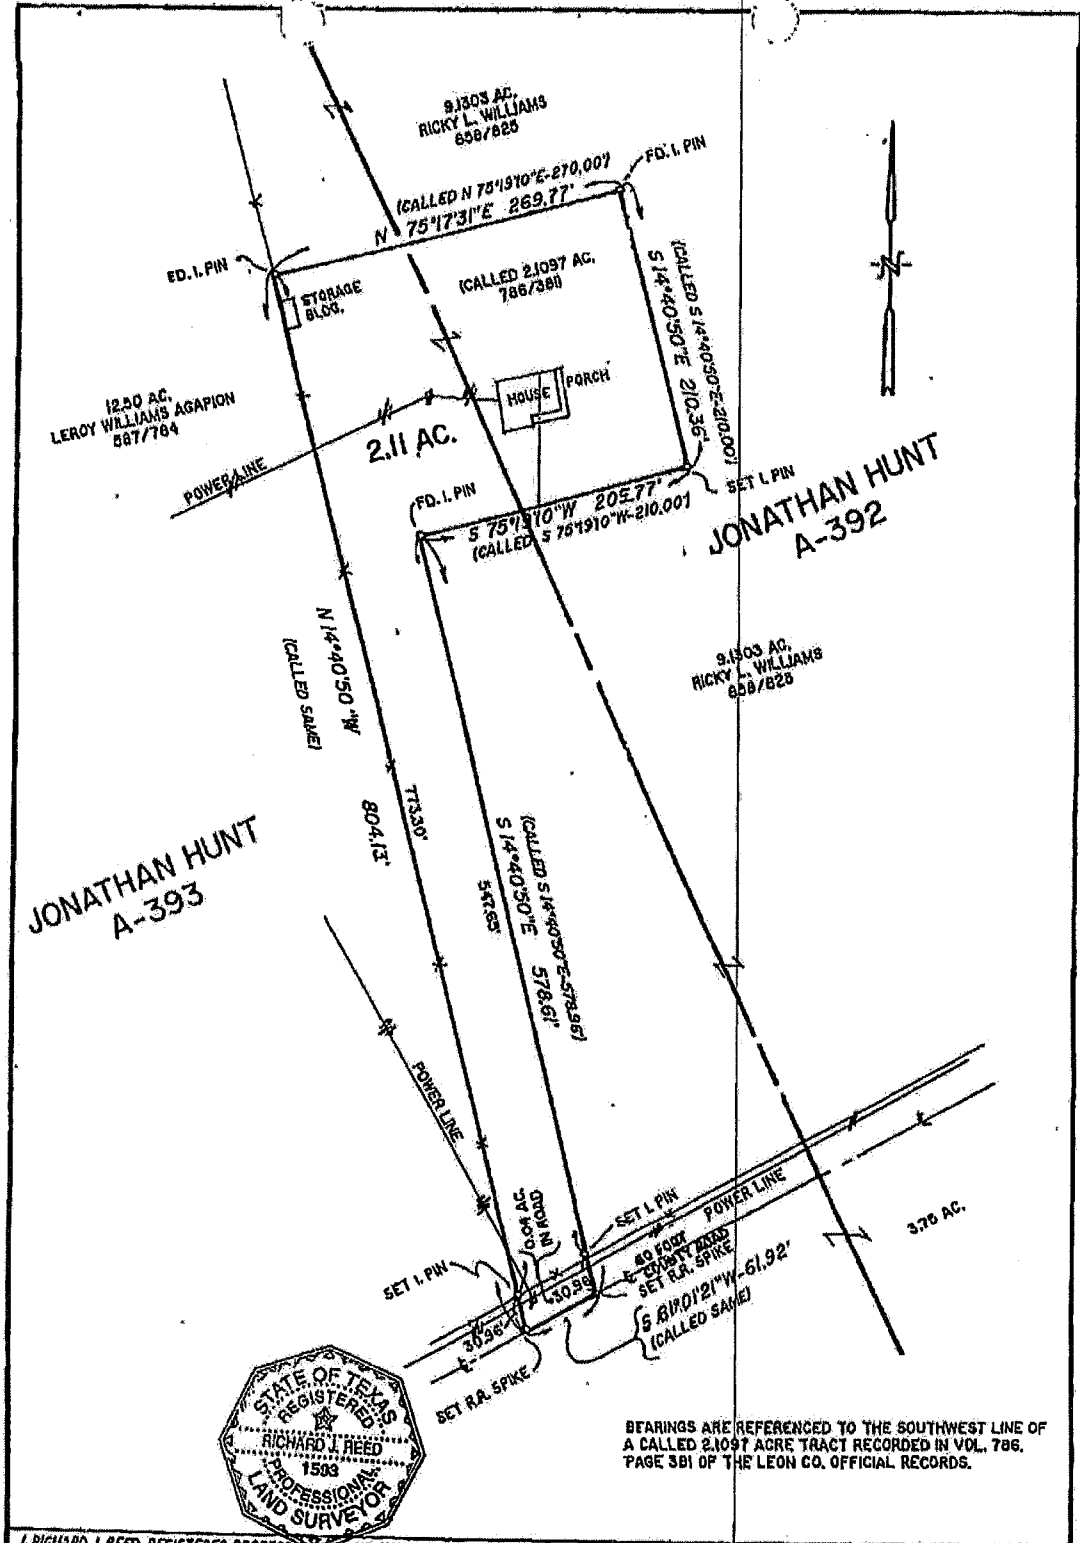 9.1303 AC.
RICKY L. WILLIAMS
858/825
FD. I. PIN
(CALLED N 75°19'10"E-270.00')
N 75°17'31"E 269.77'
FD. I. PIN
STORAGE
BLDG.
(CALLED 2.1097 AC.
786/381)
(CALLED S 14°40'50"E-210.00')
S 14°40'50"E 210.36'
12.50 AC.
LEROY WILLIAMS AGAPION
587/784
HOUSE
PORCH
2.11 AC.
POWER LINE
FD. I. PIN
SET I. PIN
S 75°19'10"W 205.77'
(CALLED S 75°19'10"W-210.00')
JONATHAN HUNT
A-392
N 14°40'50"W
(CALLED SAME)
804.13'
773.30'
9.1303 AC.
RICKY L. WILLIAMS
858/825
JONATHAN HUNT
A-393
(CALLED S 14°40'50"E-578.96')
S 14°40'50"E 578.61'
547.65'
POWER LINE
0.04 AC.
IN ROAD
SET I. PIN
POWER LINE
3.76 AC.
40 FOOT
COUNTY ROAD
SET R.R. SPIKE
SET I. PIN
30.96'
30.96'
S 61°01'21"W-61.92'
(CALLED SAME)
SET R.R. SPIKE
STATE OF TEXAS
REGISTERED
RICHARD J. REED
1593
PROFESSIONAL
LAND SURVEYOR
BEARINGS ARE REFERENCED TO THE SOUTHWEST LINE OF
A CALLED 2.1097 ACRE TRACT RECORDED IN VOL. 786,
PAGE 381 OF THE LEON CO. OFFICIAL RECORDS.
I, RICHARD J. REED, REGISTERED